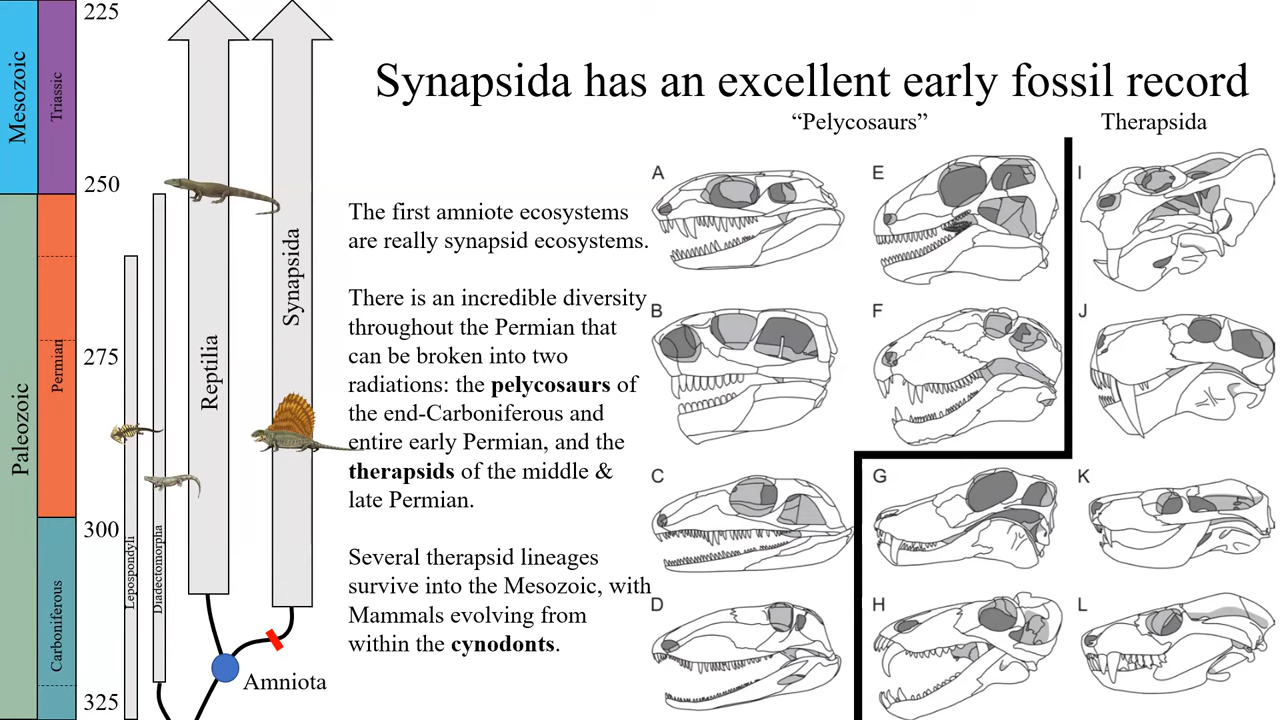 Synapsida has an excellent early fossil record
“Pelycosaurs”
Therapsida
225
250
275
300
325
Mesozoic
Triassic
Paleozoic
Permian
Carboniferous
Lepospondyli
Diadectomorpha
Reptilia
Synapsida
Amniota
The first amniote ecosystems
are really synapsid ecosystems.
There is an incredible diversity
throughout the Permian that
can be broken into two
radiations: the pelycosaurs of
the end-Carboniferous and
entire early Permian, and the
therapsids of the middle &
late Permian.
Several therapsid lineages
survive into the Mesozoic, with
Mammals evolving from
within the cynodonts.
A
B
C
D
E
F
G
H
I
J
K
L